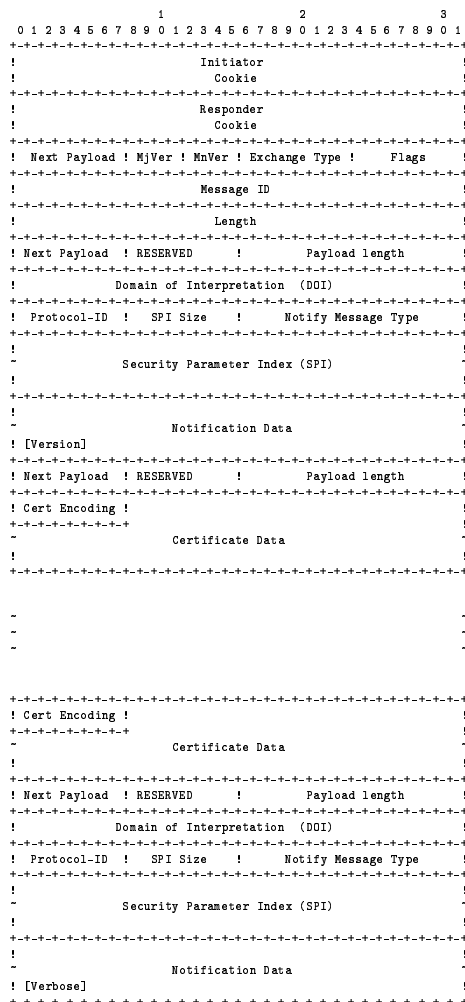 1                   2                   3
 0 1 2 3 4 5 6 7 8 9 0 1 2 3 4 5 6 7 8 9 0 1 2 3 4 5 6 7 8 9 0 1
+-+-+-+-+-+-+-+-+-+-+-+-+-+-+-+-+-+-+-+-+-+-+-+-+-+-+-+-+-+-+-+-+
!                          Initiator                            !
!                            Cookie                             !
+-+-+-+-+-+-+-+-+-+-+-+-+-+-+-+-+-+-+-+-+-+-+-+-+-+-+-+-+-+-+-+-+
!                          Responder                            !
!                            Cookie                             !
+-+-+-+-+-+-+-+-+-+-+-+-+-+-+-+-+-+-+-+-+-+-+-+-+-+-+-+-+-+-+-+-+
!  Next Payload ! MjVer ! MnVer ! Exchange Type !     Flags     !
+-+-+-+-+-+-+-+-+-+-+-+-+-+-+-+-+-+-+-+-+-+-+-+-+-+-+-+-+-+-+-+-+
!                          Message ID                           !
+-+-+-+-+-+-+-+-+-+-+-+-+-+-+-+-+-+-+-+-+-+-+-+-+-+-+-+-+-+-+-+-+
!                            Length                             !
+-+-+-+-+-+-+-+-+-+-+-+-+-+-+-+-+-+-+-+-+-+-+-+-+-+-+-+-+-+-+-+-+
! Next Payload  ! RESERVED      !             Payload length    !
+-+-+-+-+-+-+-+-+-+-+-+-+-+-+-+-+-+-+-+-+-+-+-+-+-+-+-+-+-+-+-+-+
!              Domain of Interpretation  (DOI)                  !
+-+-+-+-+-+-+-+-+-+-+-+-+-+-+-+-+-+-+-+-+-+-+-+-+-+-+-+-+-+-+-+-+
!  Protocol-ID  !   SPI Size    !      Notify Message Type      !
+-+-+-+-+-+-+-+-+-+-+-+-+-+-+-+-+-+-+-+-+-+-+-+-+-+-+-+-+-+-+-+-+
!                                                               !
~               Security Parameter Index (SPI)                  ~
!                                                               !
+-+-+-+-+-+-+-+-+-+-+-+-+-+-+-+-+-+-+-+-+-+-+-+-+-+-+-+-+-+-+-+-+
!                                                               !
~                      Notification Data                        ~
! [Version]                                                     !
+-+-+-+-+-+-+-+-+-+-+-+-+-+-+-+-+-+-+-+-+-+-+-+-+-+-+-+-+-+-+-+-+
! Next Payload  ! RESERVED      !             Payload length    !
+-+-+-+-+-+-+-+-+-+-+-+-+-+-+-+-+-+-+-+-+-+-+-+-+-+-+-+-+-+-+-+-+
! Cert Encoding !                                               !
+-+-+-+-+-+-+-+-+                                               !
~                      Certificate Data                         ~
!                                                               !
+-+-+-+-+-+-+-+-+-+-+-+-+-+-+-+-+-+-+-+-+-+-+-+-+-+-+-+-+-+-+-+-+
~                                                               ~
~                                                               ~
~                                                               ~
+-+-+-+-+-+-+-+-+-+-+-+-+-+-+-+-+-+-+-+-+-+-+-+-+-+-+-+-+-+-+-+-+
! Cert Encoding !                                               !
+-+-+-+-+-+-+-+-+                                               !
~                      Certificate Data                         ~
!                                                               !
+-+-+-+-+-+-+-+-+-+-+-+-+-+-+-+-+-+-+-+-+-+-+-+-+-+-+-+-+-+-+-+-+
! Next Payload  ! RESERVED      !             Payload length    !
+-+-+-+-+-+-+-+-+-+-+-+-+-+-+-+-+-+-+-+-+-+-+-+-+-+-+-+-+-+-+-+-+
!              Domain of Interpretation  (DOI)                  !
+-+-+-+-+-+-+-+-+-+-+-+-+-+-+-+-+-+-+-+-+-+-+-+-+-+-+-+-+-+-+-+-+
!  Protocol-ID  !   SPI Size    !      Notify Message Type      !
+-+-+-+-+-+-+-+-+-+-+-+-+-+-+-+-+-+-+-+-+-+-+-+-+-+-+-+-+-+-+-+-+
!                                                               !
~               Security Parameter Index (SPI)                  ~
!                                                               !
+-+-+-+-+-+-+-+-+-+-+-+-+-+-+-+-+-+-+-+-+-+-+-+-+-+-+-+-+-+-+-+-+
!                                                               !
~                      Notification Data                        ~
! [Verbose]                                                     !
+-+-+-+-+-+-+-+-+-+-+-+-+-+-+-+-+-+-+-+-+-+-+-+-+-+-+-+-+-+-+-+-+